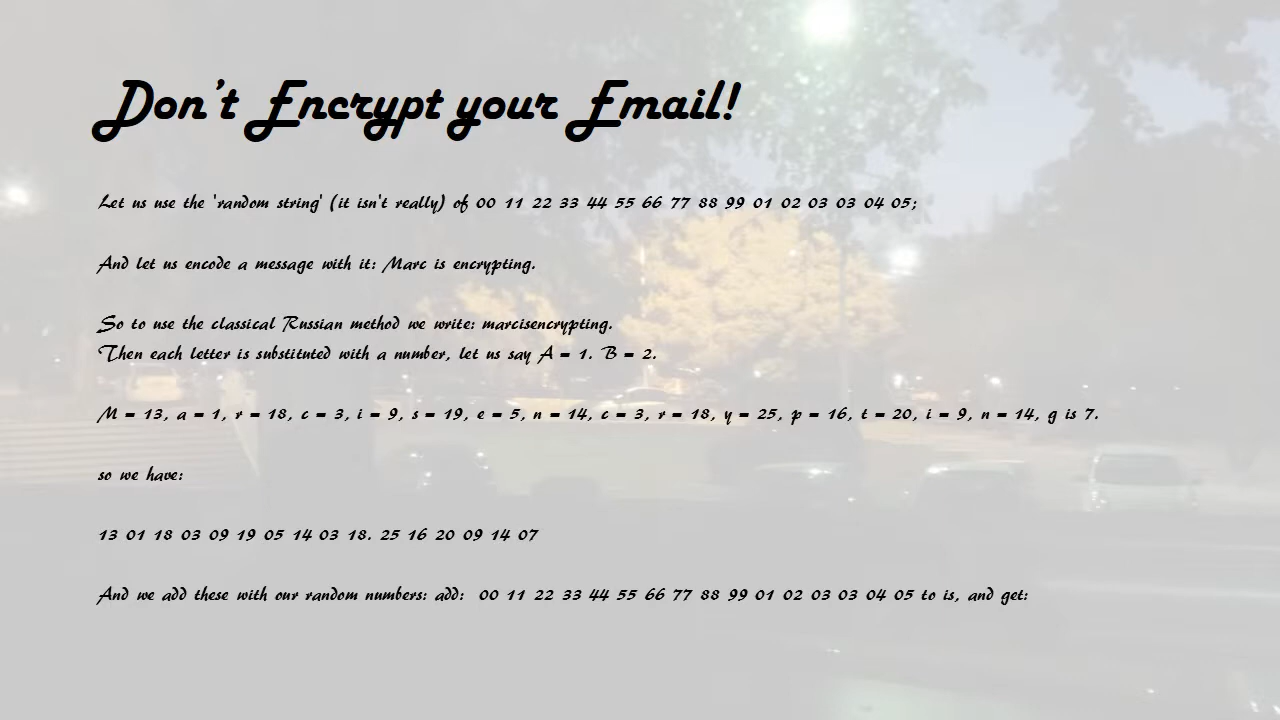 Don't Encrypt your Email!
Let us use the 'random string' (it isn't really) of 00 11 22 33 44 55 66 77 88 99 01 02 03 03 04 05;
And let us encode a message with it: Marc is encrypting.
So to use the classical Russian method we write: marcisencrypting.
Then each letter is substituted with a number, let us say A = 1. B = 2.
M = 13, a = 1, r = 18, c = 3, i = 9, s = 19, e = 5, n = 14, c = 3, r = 18, y = 25, p = 16, t = 20, i = 9, n = 14, g is 7.
so we have:
13 01 18 03 09 19 05 14 03 18. 25 16 20 09 14 07
And we add these with our random numbers: add:  00 11 22 33 44 55 66 77 88 99 01 02 03 03 04 05 to is, and get: